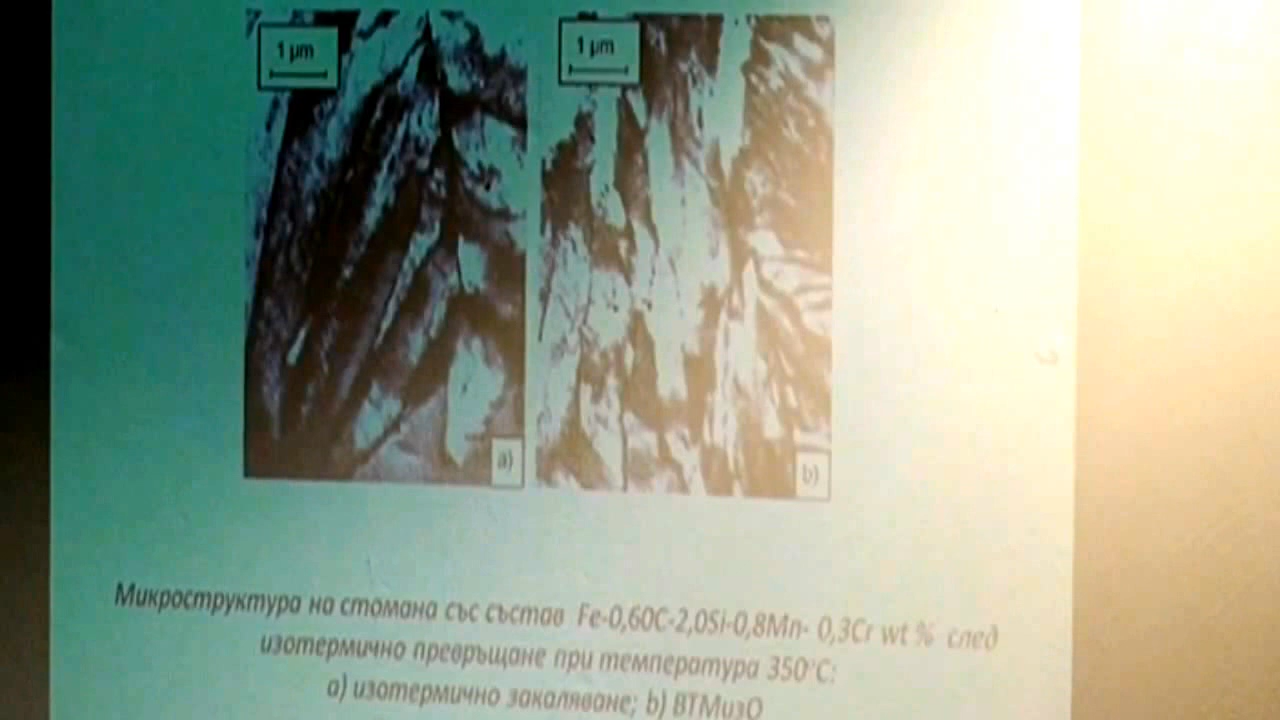 1 µm
1 µm
a)
b)
Микроструктура на стомана със състав Fe-0,60C-2,0Si-0,8Mn- 0,3Cr wt % след
изотермично превръщане при температура 350°C:
a) изотермично закаляване; b) ВТМизО